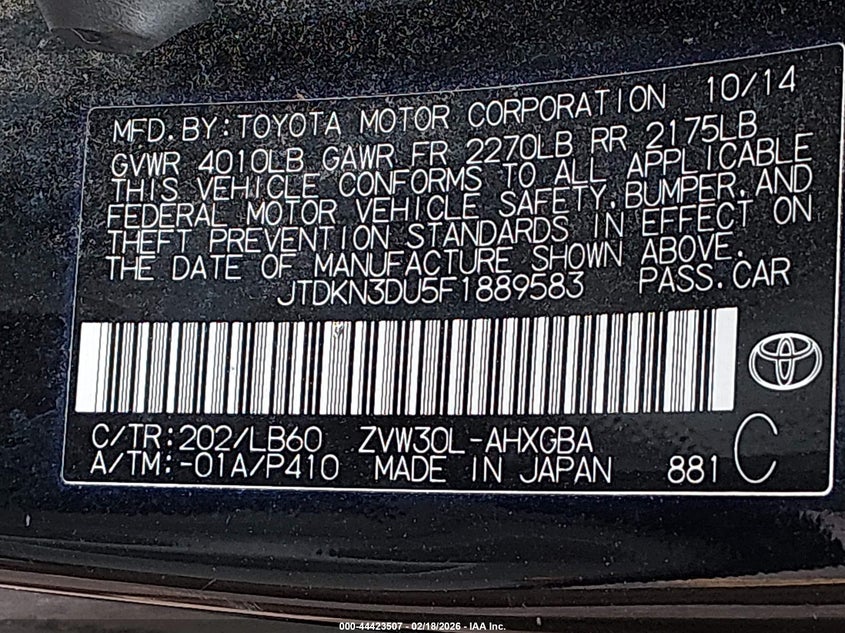 MFD.BY:TOYOTA MOTOR CORPORATION 10/14
GVWR 4010LB GAWR FR 2270LB RR 2175LB
THIS VEHICLE CONFORMS TO ALL APPLICABLE
FEDERAL MOTOR VEHICLE SAFETY,BUMPER,AND
THEFT PREVENTION STANDARDS IN EFFECT ON
THE DATE OF MANUFACTURE SHOWN ABOVE.
JTDKN3DU5F1889583 PASS.CAR
C/TR:202/LB60 ZVW30L-AHXGBA
A/TM:-01A/P410 MADE IN JAPAN 881 C
000-44423507 - 02/18/2026 - IAA Inc.